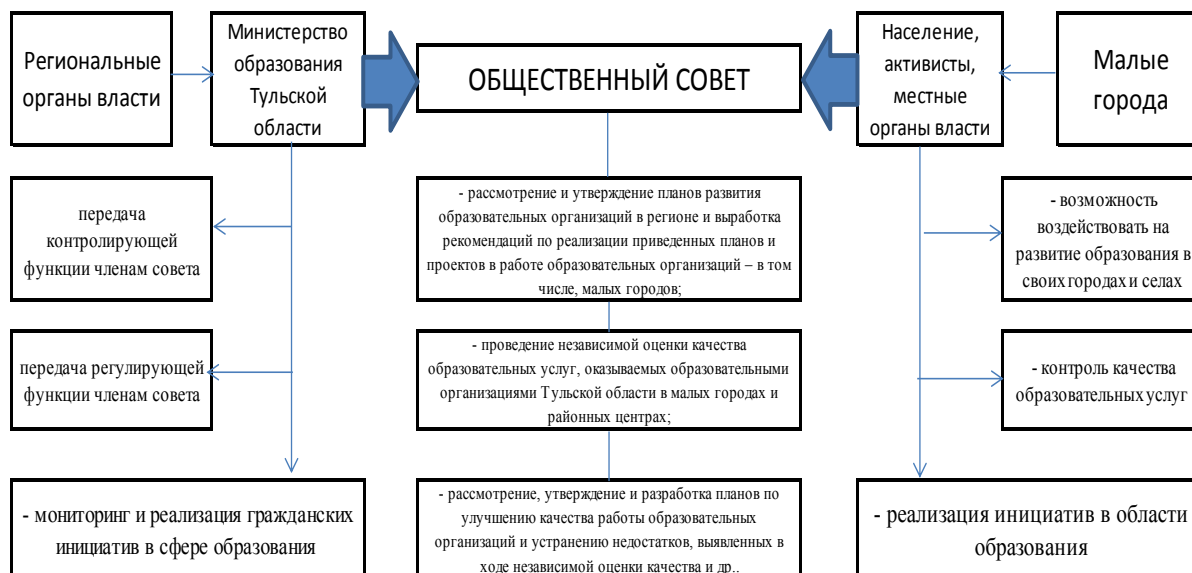 Региональные
органы власти
Министерство
образования
Тульской
области
ОБЩЕСТВЕННЫЙ СОВЕТ
Население,
активисты,
местные
органы власти
Малые
города
передача
контролирующей
функции членам совета
- рассмотрение и утверждение планов развития
образовательных организаций в регионе и выработка
рекомендаций по реализации приведенных планов и
проектов в работе образовательных организаций – в том
числе, малых городов;
- возможность
воздействовать на
развитие образования в
своих городах и селах
передача регулирующей
функции членам совета
- проведение независимой оценки качества
образовательных услуг, оказываемых образовательными
организациями Тульской области в малых городах и
районных центрах;
- контроль качества
образовательных услуг
- мониторинг и реализация гражданских
инициатив в сфере образования
- рассмотрение, утверждение и разработка планов по
улучшению качества работы образовательных
организаций и устранению недостатков, выявленных в
ходе независимой оценки качества и др..
- реализация инициатив в области
образования